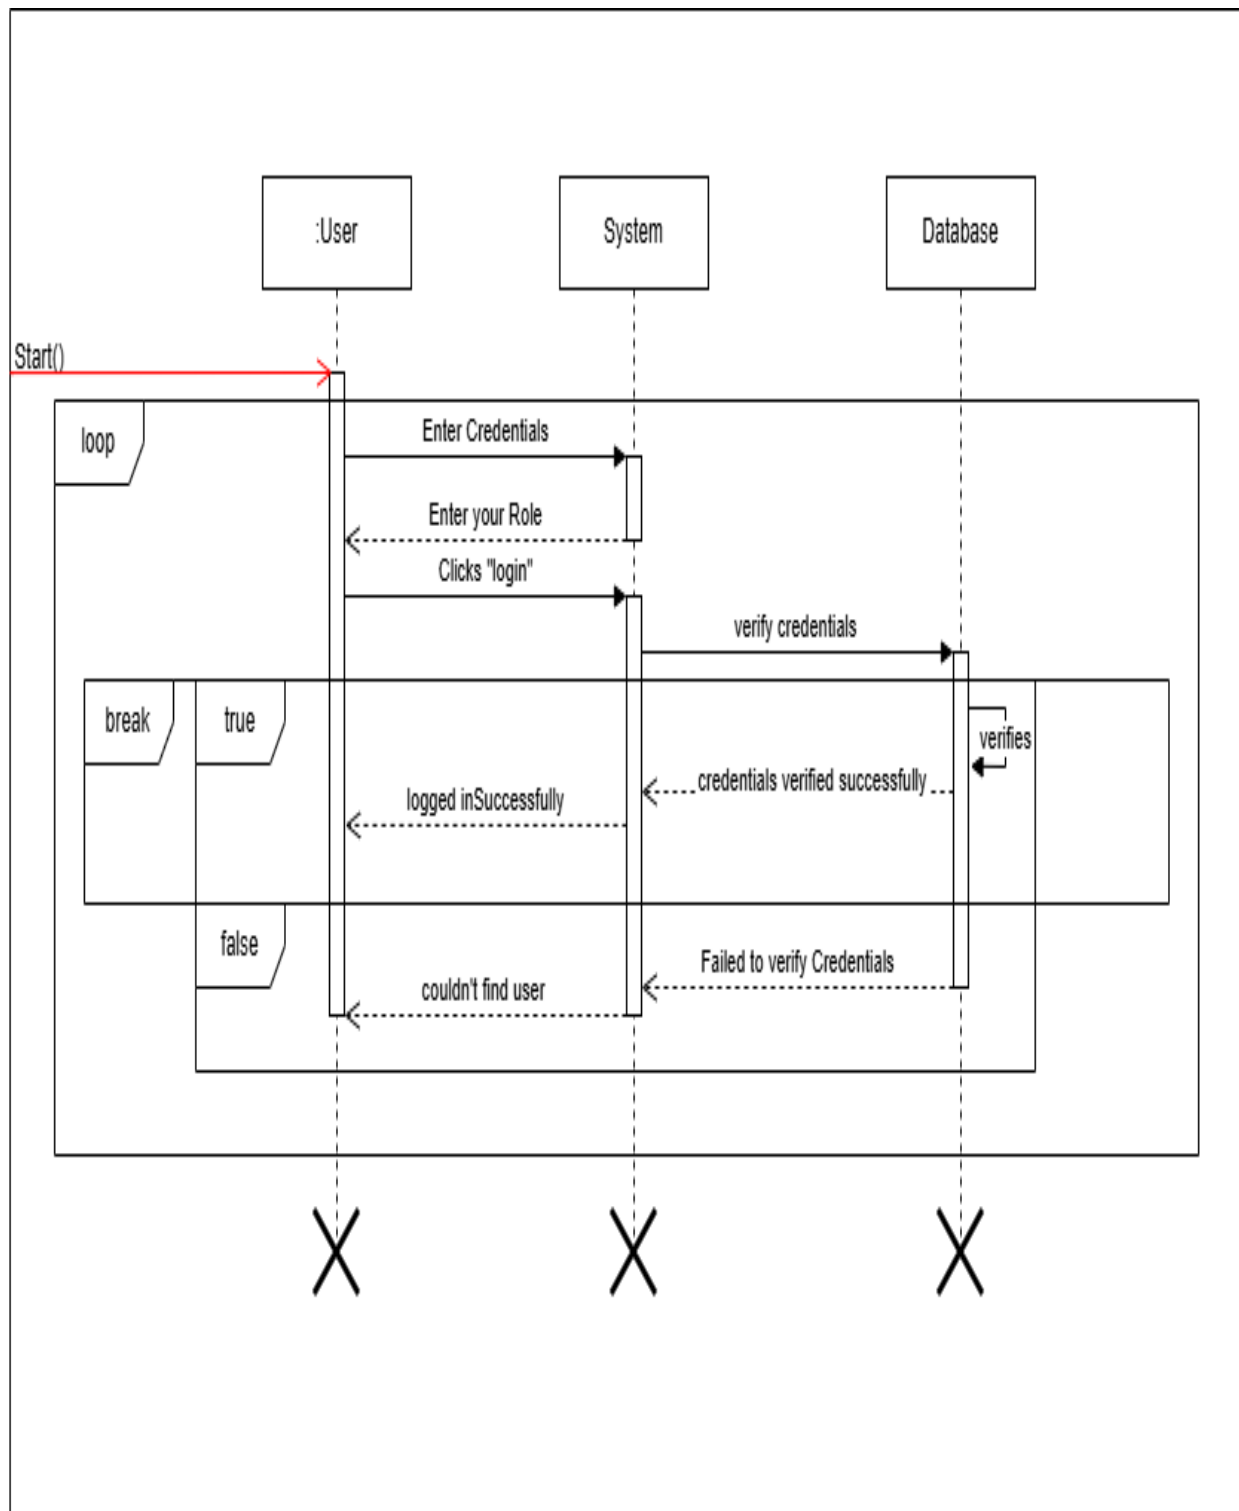 :User
System
Database
Start()
loop
Enter Credentials
Enter your Role
Clicks "login"
verify credentials
break
true
verifies
credentials verified successfully
logged inSuccessfully
false
Failed to verify Credentials
couldn't find user